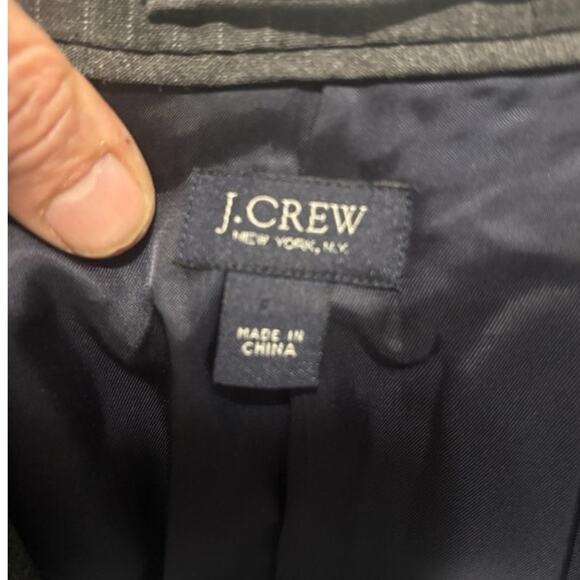 J.CREW
NEW YORK, N.Y.
MADE IN
CHINA